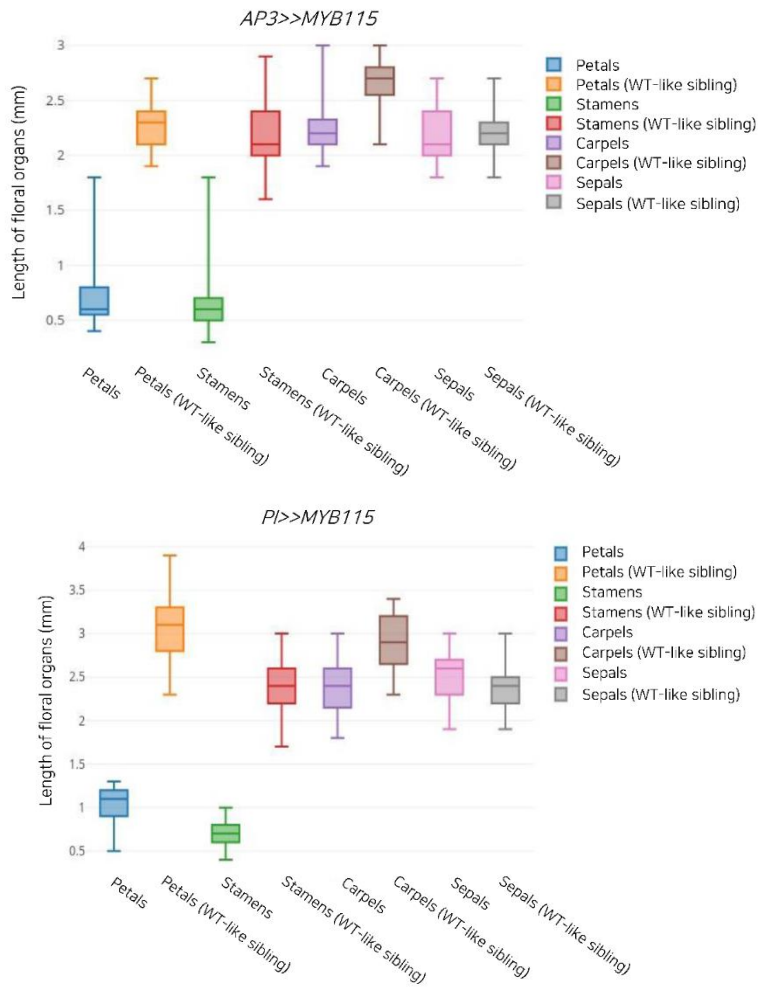 AP3>>MYB115
Length of floral organs (mm)
3
2.5
2
1.5
1
0.5
Petals
Petals (WT-like sibling)
Stamens
Stamens (WT-like sibling)
Carpels
Carpels (WT-like sibling)
Sepals
Sepals (WT-like sibling)
Petals
Petals (WT-like sibling)
Stamens
Stamens (WT-like sibling)
Carpels
Carpels (WT-like sibling)
Sepals
Sepals (WT-like sibling)
PI>>MYB115
Length of floral organs (mm)
4
3.5
3
2.5
2
1.5
1
0.5
Petals
Petals (WT-like sibling)
Stamens
Stamens (WT-like sibling)
Carpels
Carpels (WT-like sibling)
Sepals
Sepals (WT-like sibling)
Petals
Petals (WT-like sibling)
Stamens
Stamens (WT-like sibling)
Carpels
Carpels (WT-like sibling)
Sepals
Sepals (WT-like sibling)